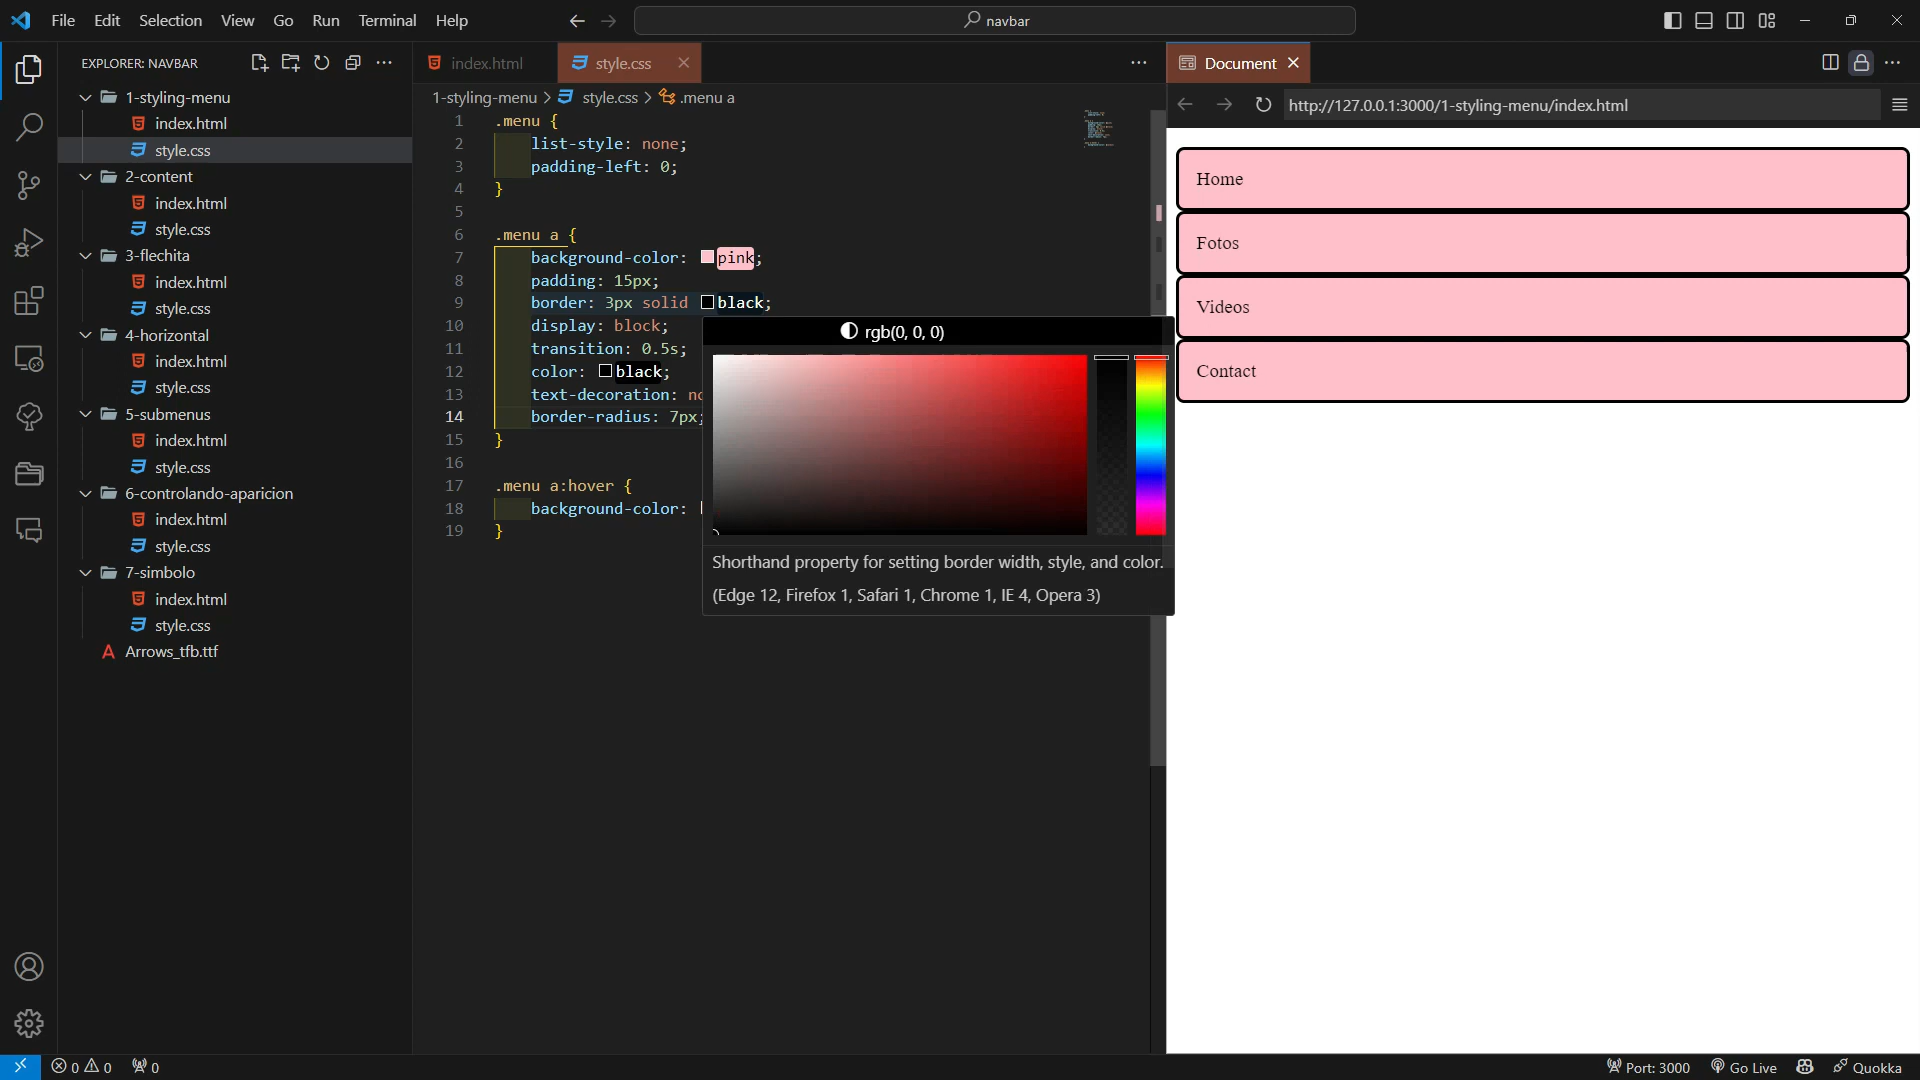 File Edit Selection View Go Run Terminal Help
navbar
EXPLORER: NAVBAR
1-styling-menu
index.html
style.css
2-content
index.html
style.css
3-flechita
index.html
style.css
4-horizontal
index.html
style.css
5-submenus
index.html
style.css
6-controlando-aparicion
index.html
style.css
7-simbolo
index.html
style.css
Arrows_tfb.ttf
index.html
style.css
1-styling-menu > style.css > .menu a
1 .menu {
2 list-style: none;
3 padding-left: 0;
4 }
5
6 .menu a {
7 background-color: pink;
8 padding: 15px;
9 border: 3px solid black;
10 display: block;
11 transition: 0.5s;
12 color: black;
13 text-decoration: no
14 border-radius: 7px;
15 }
16
17 .menu a:hover {
18 background-color:
19 }
rgb(0, 0, 0)
Shorthand property for setting border width, style, and color.
(Edge 12, Firefox 1, Safari 1, Chrome 1, IE 4, Opera 3)
Document
http://127.0.0.1:3000/1-styling-menu/index.html
Home
Fotos
Videos
Contact
0 0 0
Port: 3000 Go Live Quokka